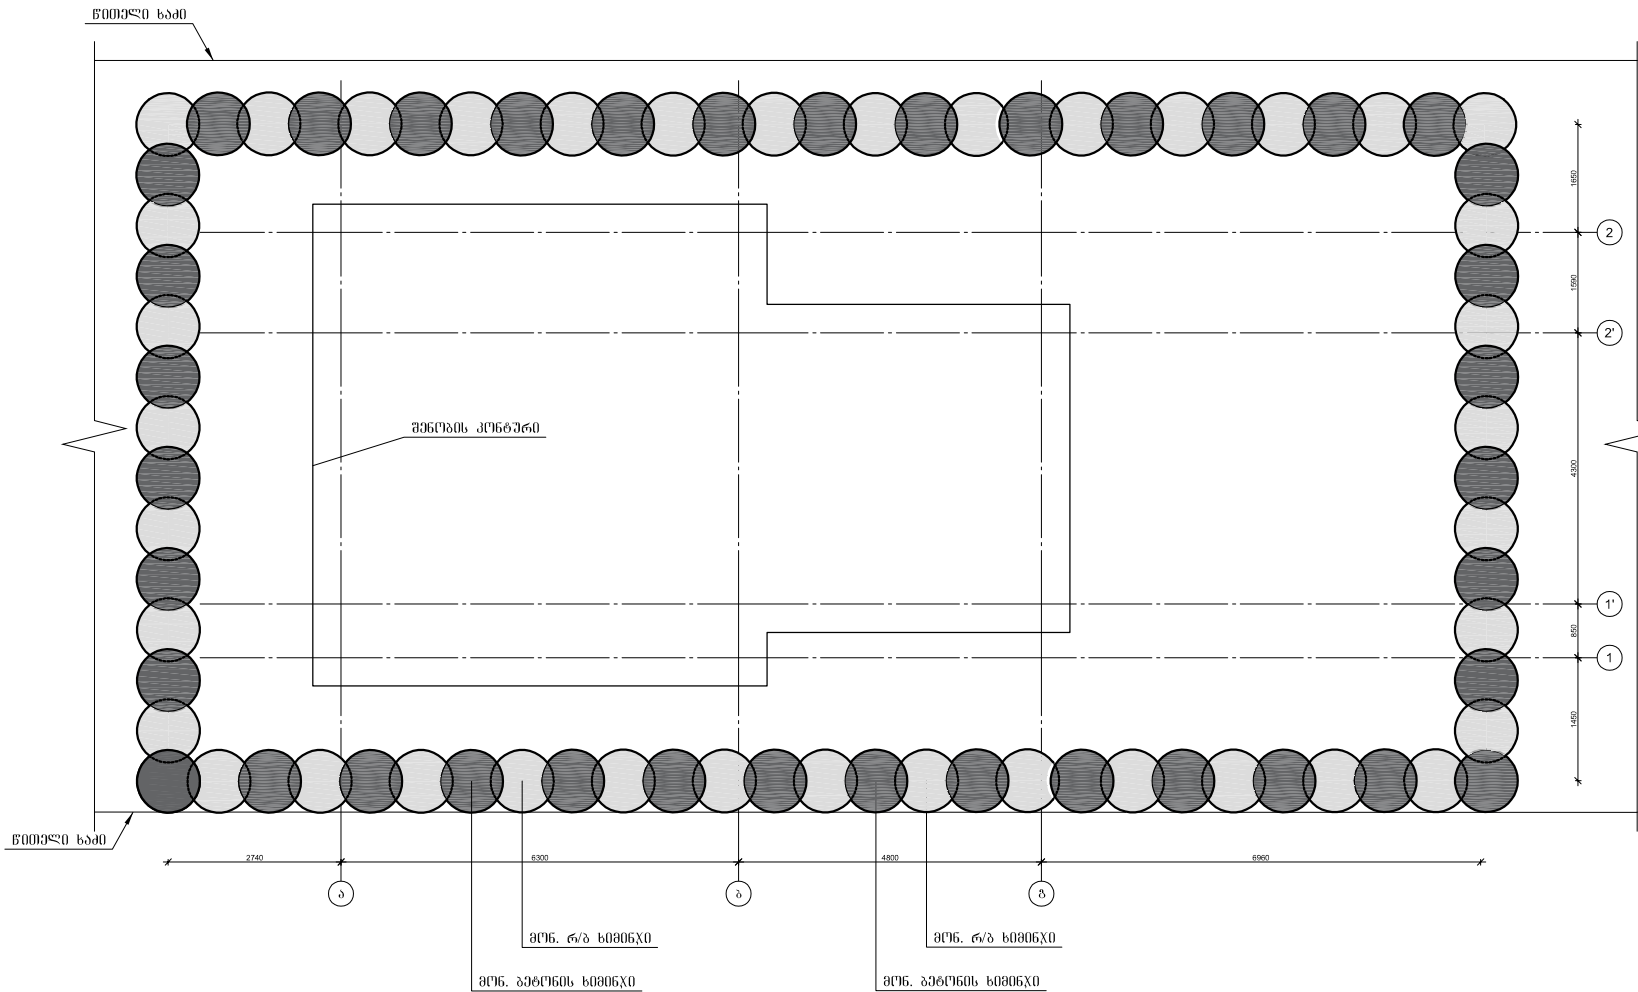 წითელი ხაზი
1650
2
1590
2'
შენობის კონტური
4300
1'
850
1
1450
წითელი ხაზი
2740
6300
4800
6960
ა
ბ
გ
მონ. რ/ბ ხიმინჯი
მონ. რ/ბ ხიმინჯი
მონ. ბეტონის ხიმინჯი
მონ. ბეტონის ხიმინჯი